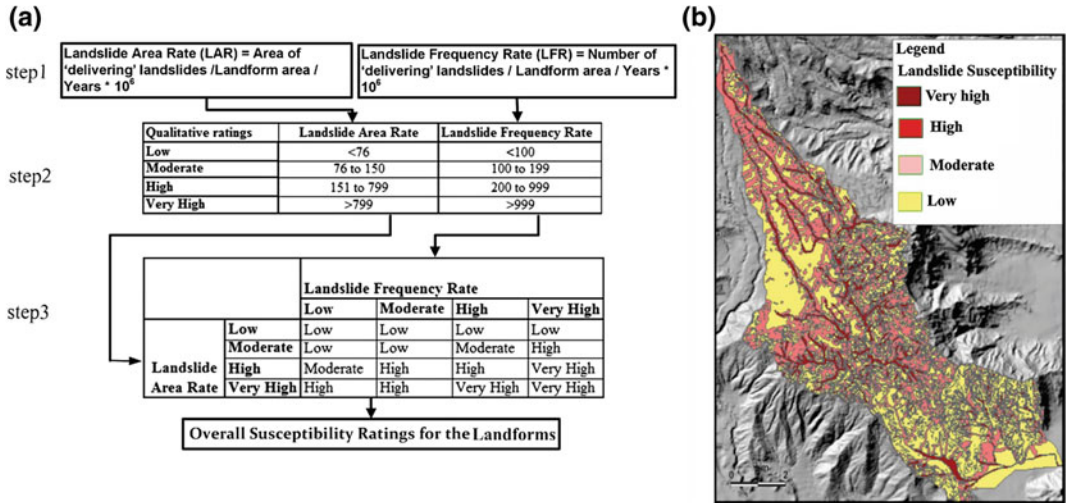 (a)
step1
Landslide Area Rate (LAR) = Area of
'delivering' landslides /Landform area /
Years * 10⁶
Landslide Frequency Rate (LFR) = Number of
'delivering' landslides / Landform area / Years *
10⁶
step2
Qualitative ratings Landslide Area Rate Landslide Frequency Rate
Low <76 <100
Moderate 76 to 150 100 to 199
High 151 to 799 200 to 999
Very High >799 >999
step3
Landslide Frequency Rate
Low Moderate High Very High
Landslide
Area Rate
Low Low Low Low Low
Moderate Low Low Moderate High
High Moderate High High Very High
Very High High High Very High Very High
Overall Susceptibility Ratings for the Landforms
(b)
Legend
Landslide Susceptibility
Very high
High
Moderate
Low
0 2